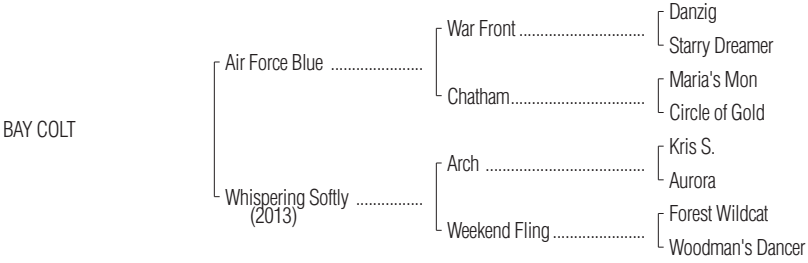 Danzig
War Front ..............................
Starry Dreamer
Air Force Blue ......................
Maria's Mon
Chatham................................
Circle of Gold
BAY COLT
Kris S.
Arch ......................................
Aurora
Whispering Softly ................
(2013)
Forest Wildcat
Weekend Fling ......................
Woodman's Dancer